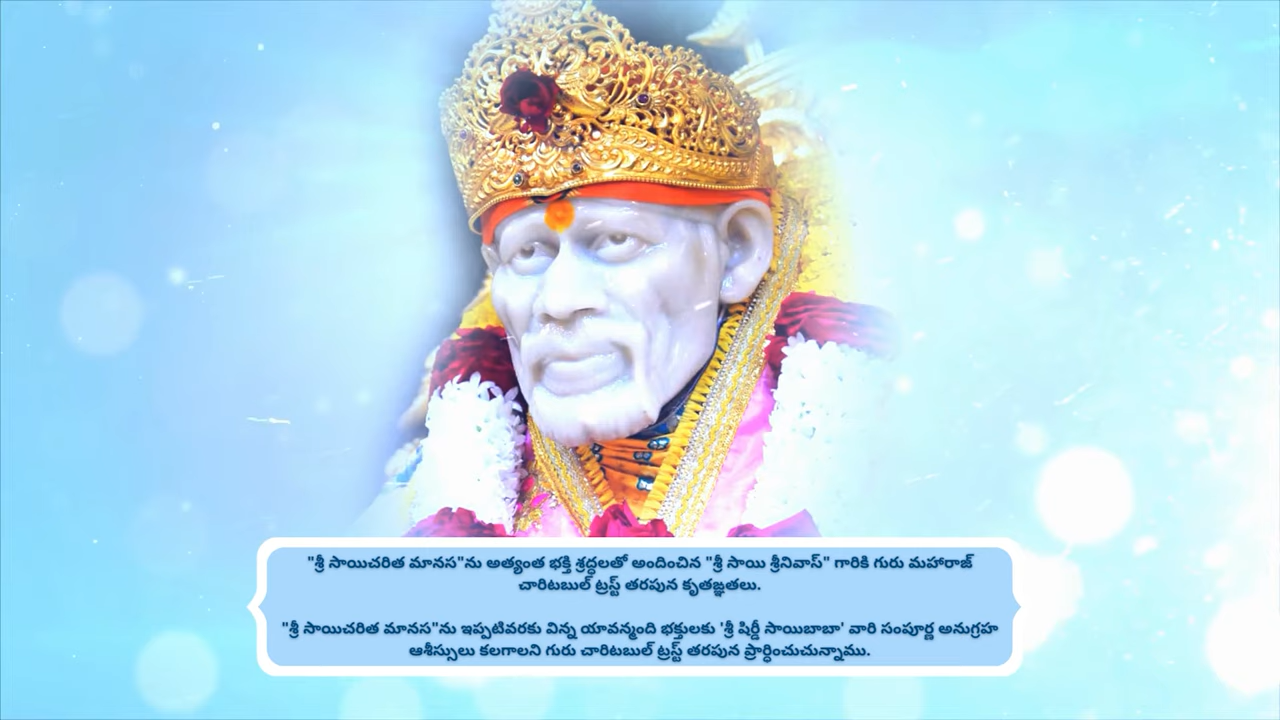 "శ్రీ సాయిచరిత మానస"ను అత్యంత భక్తి శ్రద్ధలతో అందించిన "శ్రీ సాయి శ్రీనివాస్" గారికి గురు మహారాజ్
చారిటబుల్ ట్రస్ట్ తరపున కృతజ్ఞతలు.
"శ్రీ సాయిచరిత మానస"ను ఇప్పటివరకు విన్న యావన్మంది భక్తులకు 'శ్రీ షిర్డీ సాయిబాబా' వారి సంపూర్ణ అనుగ్రహ
ఆశీస్సులు కలగాలని గురు చారిటబుల్ ట్రస్ట్ తరపున ప్రార్ధించుచున్నాము.